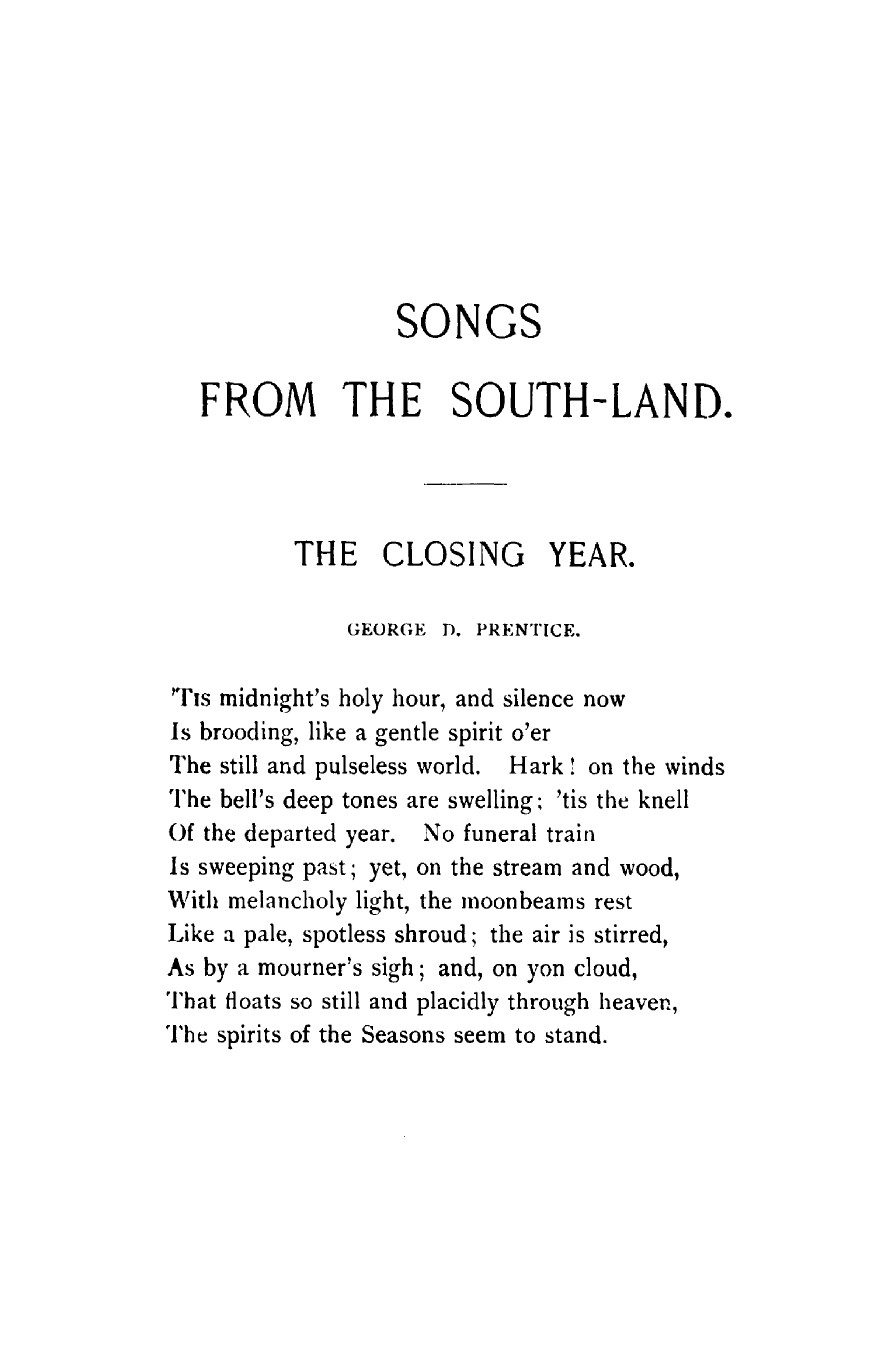 SONGS
FROM THE SOUTH-LAND.
THE CLOSING YEAR.
GEORGE D. PRENTICE.
'Tis midnight's holy hour, and silence now
Is brooding, like a gentle spirit o'er
The still and pulseless world. Hark! on the winds
The bell's deep tones are swelling; 'tis the knell
Of the departed year. No funeral train
Is sweeping past; yet, on the stream and wood,
With melancholy light, the moonbeams rest
Like a pale, spotless shroud; the air is stirred,
As by a mourner's sigh; and, on yon cloud,
That floats so still and placidly through heaven,
The spirits of the Seasons seem to stand.